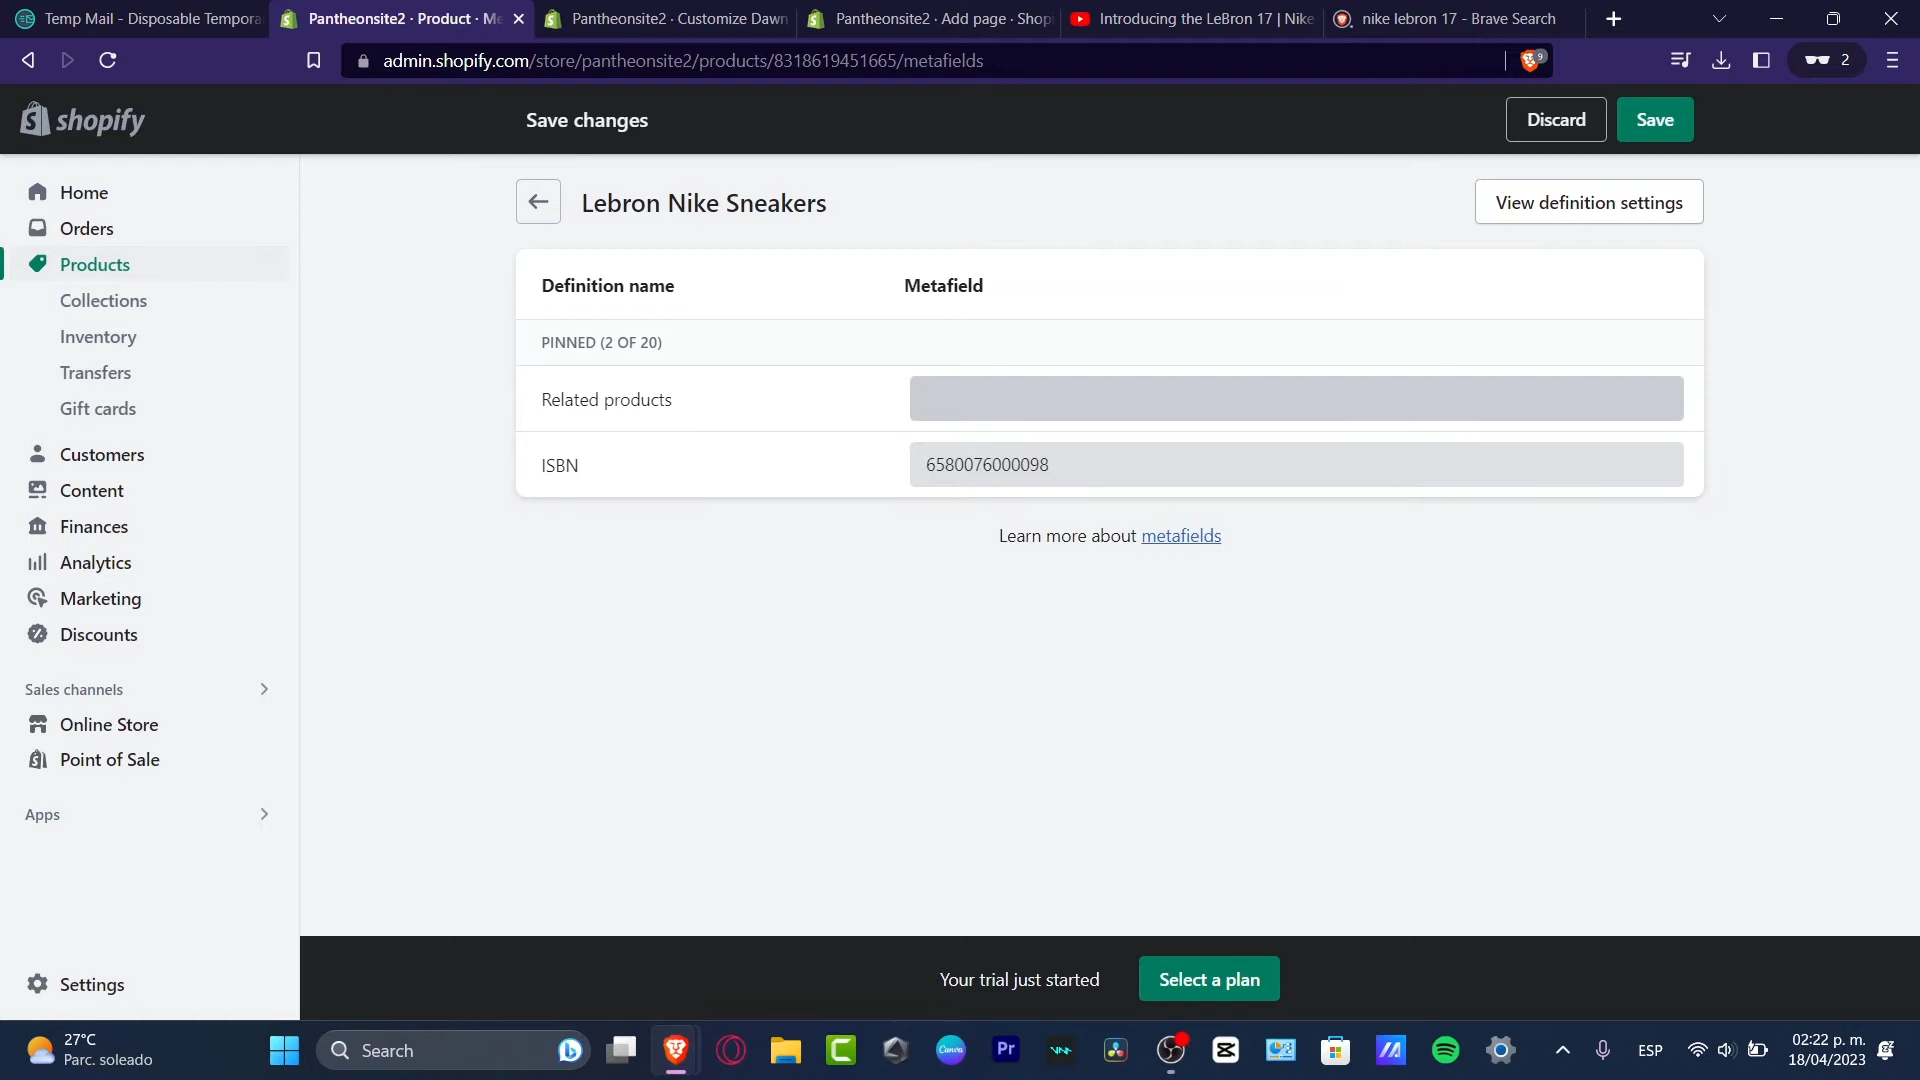 Temp Mail - Disposable Tempora
Pantheonsite2 · Product · Me
Pantheonsite2 · Customize Dawn
Pantheonsite2 · Add page · Shopi
Introducing the LeBron 17 | Nike
nike lebron 17 - Brave Search
admin.shopify.com/store/pantheonsite2/products/8318619451665/metafields
9
2
shopify
Save changes
Discard
Save
Home
Orders
Products
Collections
Inventory
Transfers
Gift cards
Customers
Content
Finances
Analytics
Marketing
Discounts
Sales channels
Online Store
Point of Sale
Apps
Settings
Lebron Nike Sneakers
View definition settings
Definition name
Metafield
PINNED (2 OF 20)
Related products
ISBN
6580076000098
Learn more about metafields
Your trial just started
Select a plan
27°C
Parc. soleado
Search
Canva
Pr
ESP
02:22 p. m.
18/04/2023